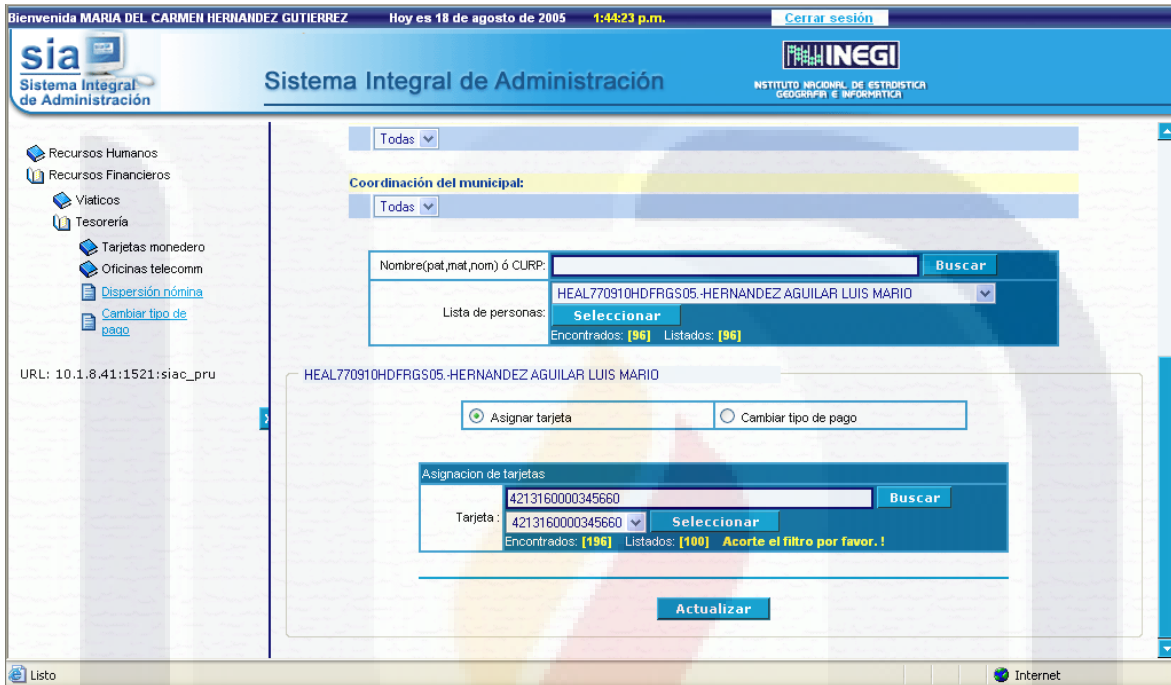 Bienvenida MARIA DEL CARMEN HERNANDEZ GUTIERREZ Hoy es 18 de agosto de 2005 1:44:23 p.m. Cerrar sesión
sia
Sistema Integral
de Administración
Sistema Integral de Administración
INEGI
INSTITUTO NACIONAL DE ESTADISTICA
GEOGRAFIA E INFORMATICA
Recursos Humanos
Recursos Financieros
Viaticos
Tesorería
Tarjetas monedero
Oficinas telecomm
Dispersión nómina
Cambiar tipo de
pago
URL: 10.1.8.41:1521:siac_pru
Todas
Coordinación del municipal:
Todas
Nombre(pat,mat,nom) ó CURP: Buscar
Lista de personas: HEAL770910HDFRGS05.-HERNANDEZ AGUILAR LUIS MARIO
Seleccionar
Encontrados: [96] Listados: [96]
HEAL770910HDFRGS05.-HERNANDEZ AGUILAR LUIS MARIO
Asignar tarjeta Cambiar tipo de pago
Asignacion de tarjetas
4213160000345660 Buscar
Tarjeta : 4213160000345660 Seleccionar
Encontrados: [196] Listados: [100] Acorte el filtro por favor. !
Actualizar
Listo Internet